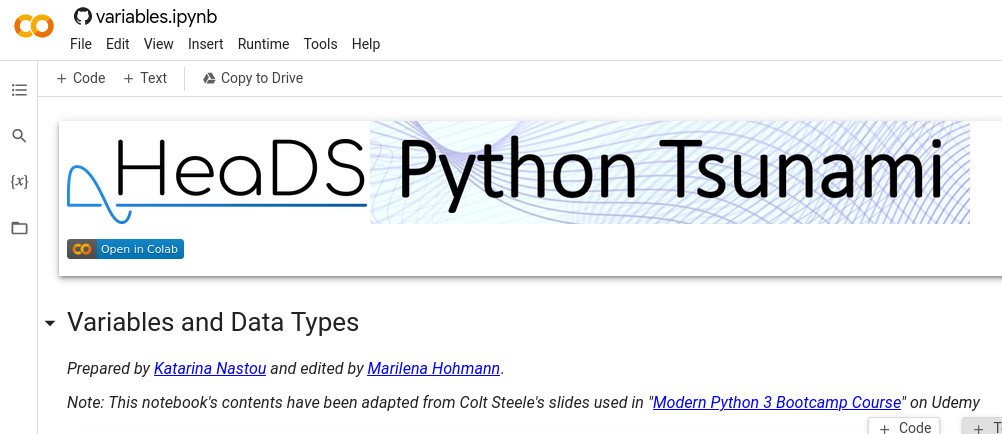 variables.ipynb
File Edit View Insert Runtime Tools Help
+ Code + Text Copy to Drive
HeaDS Python Tsunami
{x}
Open in Colab
Variables and Data Types
Prepared by Katarina Nastou and edited by Marilena Hohmann.
Note: This notebook's contents have been adapted from Colt Steele's slides used in "Modern Python 3 Bootcamp Course" on Udemy
+ Code +